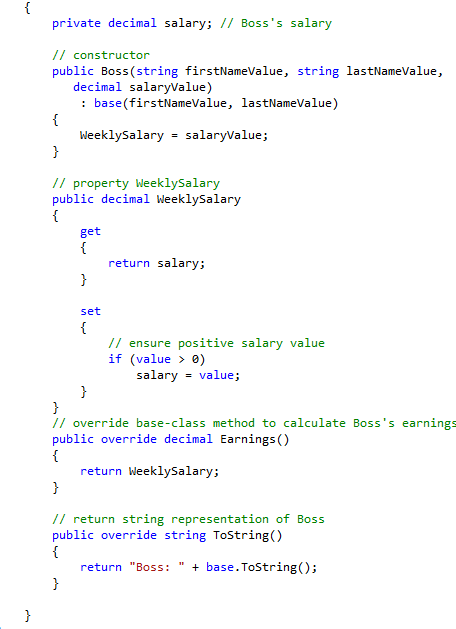 {
private decimal salary; // Boss's salary
// constructor
public Boss(string firstNameValue, string lastNameValue,
decimal salaryValue)
: base(firstNameValue, lastNameValue)
{
WeeklySalary = salaryValue;
}
// property WeeklySalary
public decimal WeeklySalary
{
get
{
return salary;
}
set
{
// ensure positive salary value
if (value > 0)
salary = value;
}
}
// override base-class method to calculate Boss's earnings
public override decimal Earnings()
{
return WeeklySalary;
}
// return string representation of Boss
public override string ToString()
{
return "Boss: " + base.ToString();
}
}